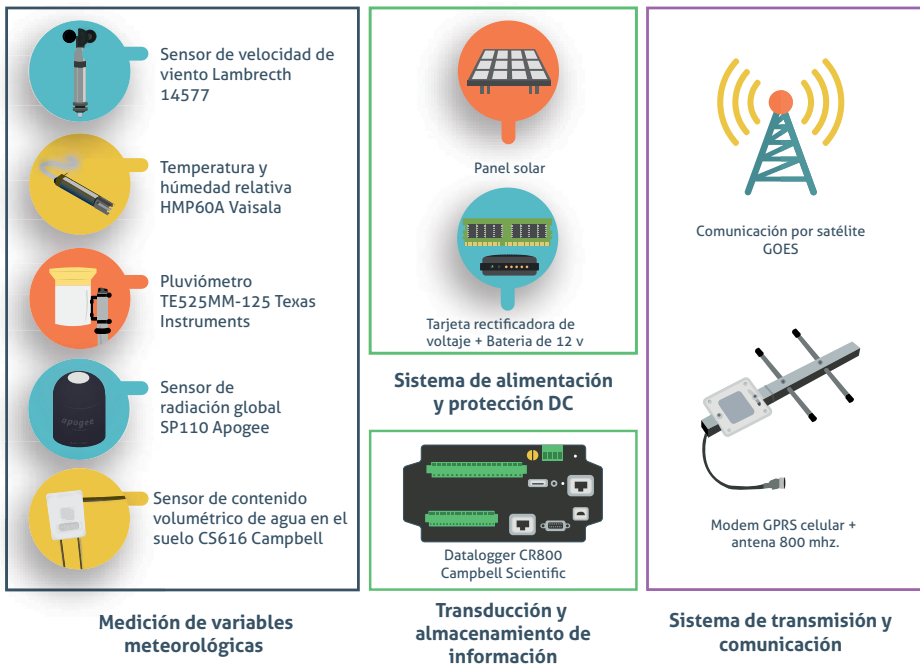 Sensor de velocidad de
viento Lambrecth
14577
Temperatura y
húmedad relativa
HMP60A Vaisala
Pluviómetro
TE525MM-125 Texas
Instruments
apogee
Sensor de
radiación global
SP110 Apogee
Sensor de contenido
volumétrico de agua en el
suelo CS616 Campbell
Medición de variables
meteorológicas
Panel solar
Tarjeta rectificadora de
voltaje + Bateria de 12 v
Sistema de alimentación
y protección DC
Datalogger CR800
Campbell Scientific
Transducción y
almacenamiento de
información
Comunicación por satélite
GOES
Modem GPRS celular +
antena 800 mhz.
Sistema de transmisión y
comunicación